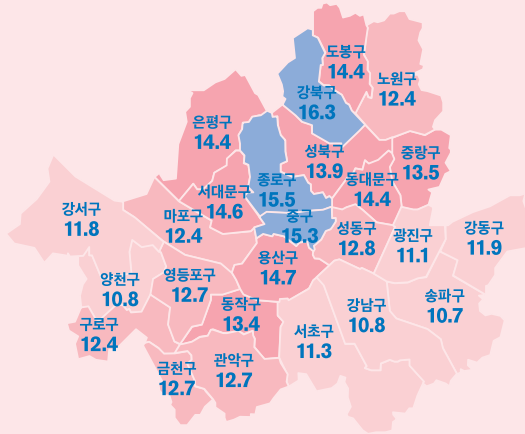 도봉구
14.4
노원구
12.4
강북구
16.3
은평구
14.4
성북구
13.9
중랑구
13.5
종로구
15.5
동대문구
14.4
서대문구
14.6
강서구
11.8
마포구
12.4
중구
15.3
성동구
12.8
광진구
11.1
강동구
11.9
용산구
14.7
양천구
10.8
영등포구
12.7
강남구
10.8
송파구
10.7
구로구
12.4
동작구
13.4
서초구
11.3
금천구
12.7
관악구
12.7